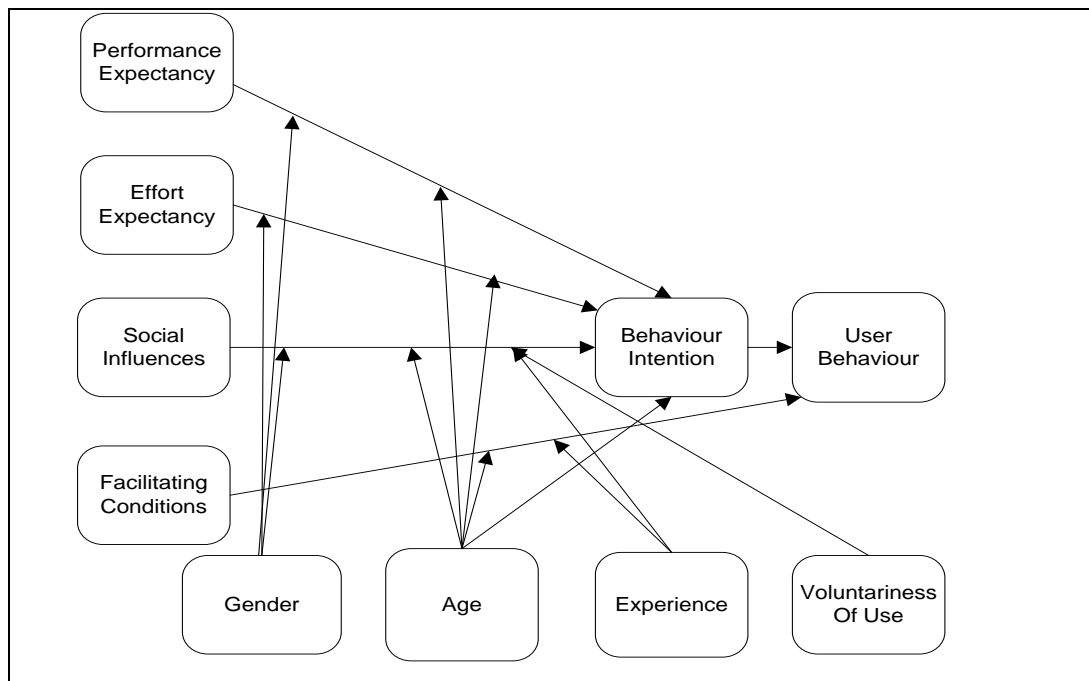 Performance
Expectancy
Effort
Expectancy
Social
Influences
Behaviour
Intention
User
Behaviour
Facilitating
Conditions
Gender
Age
Experience
Voluntariness
Of Use